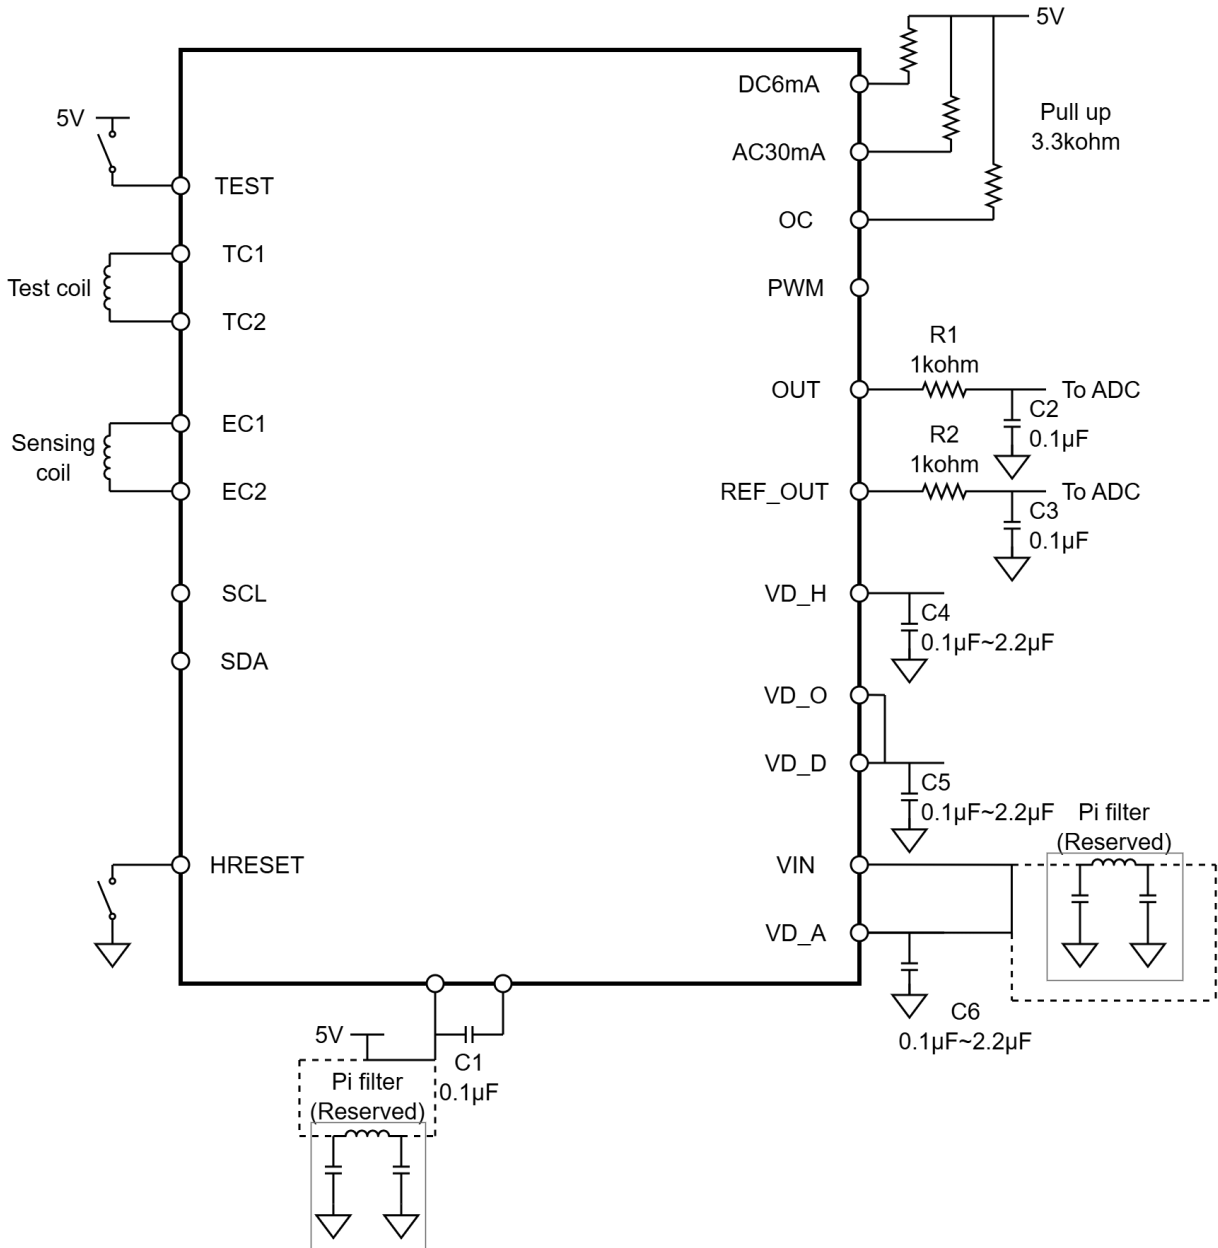 5V
DC6mA
Pull up
3.3kohm
5V
AC30mA
TEST
OC
TC1
Test coil
PWM
TC2
R1
1kohm
OUT
To ADC
C2
0.1µF
EC1
Sensing
coil
R2
1kohm
EC2
REF_OUT
To ADC
C3
0.1µF
SCL
VD_H
C4
0.1µF~2.2µF
SDA
VD_O
VD_D
C5
0.1µF~2.2µF
Pi filter
(Reserved)
HRESET
VIN
VD_A
C6
0.1µF~2.2µF
5V
C1
0.1µF
Pi filter
(Reserved)